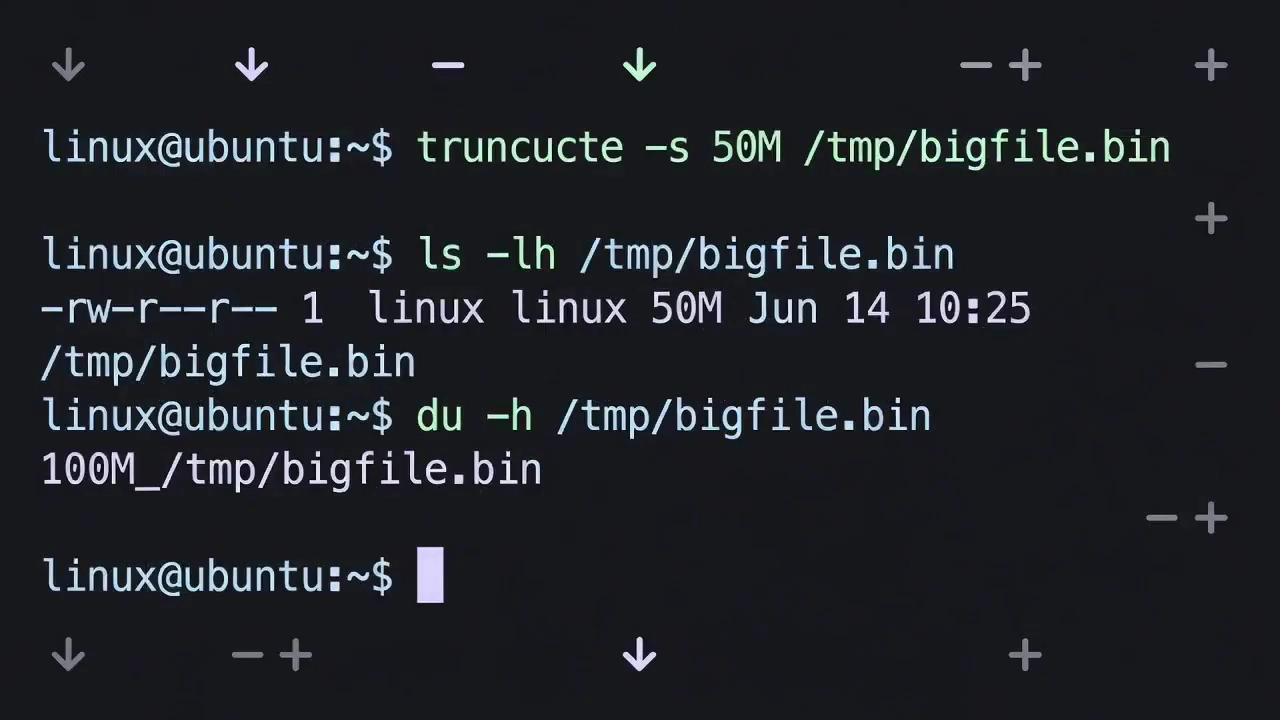 linux@ubuntu:~$ truncucte -s 50M /tmp/bigfile.bin
linux@ubuntu:~$ ls -lh /tmp/bigfile.bin
-rw-r--r-- 1  linux linux 50M Jun 14 10:25
/tmp/bigfile.bin
linux@ubuntu:~$ du -h /tmp/bigfile.bin
100M_/tmp/bigfile.bin
linux@ubuntu:~$